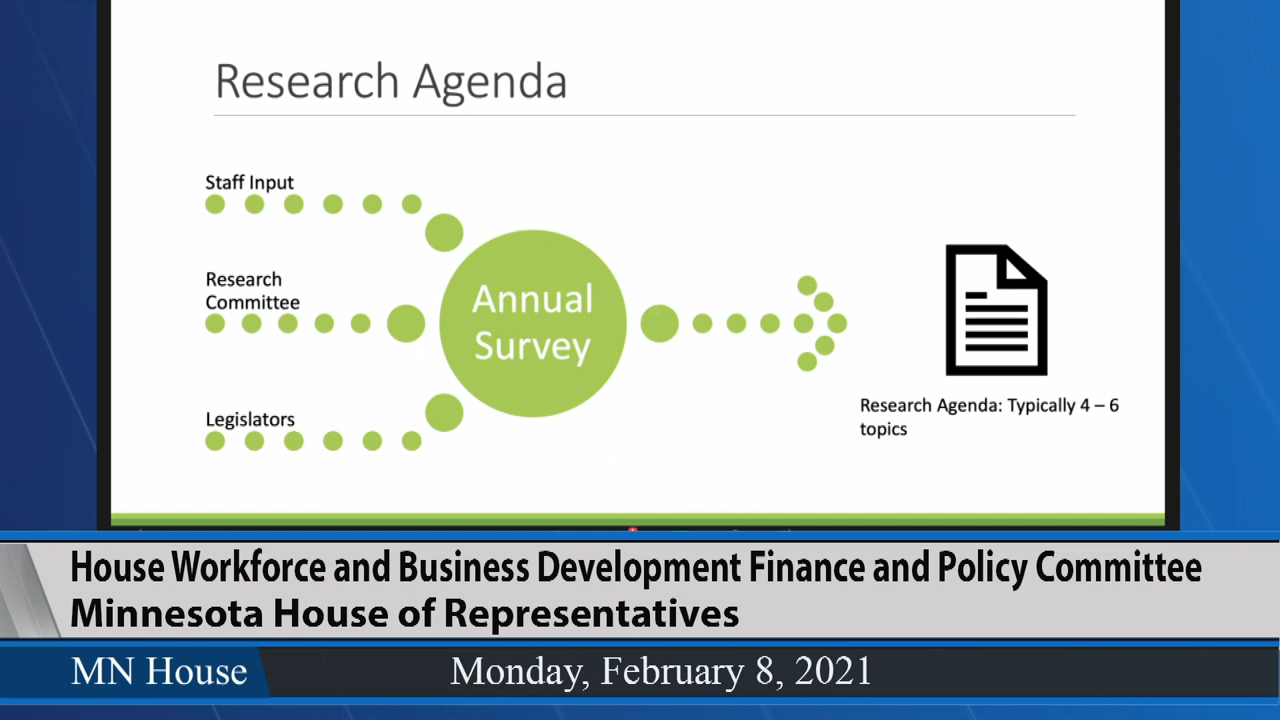 Research Agenda
Staff Input
Research
Committee
Annual
Survey
Legislators
Research Agenda: Typically 4 – 6
topics
House Workforce and Business Development Finance and Policy Committee
Minnesota House of Representatives
MN House
Monday, February 8, 2021